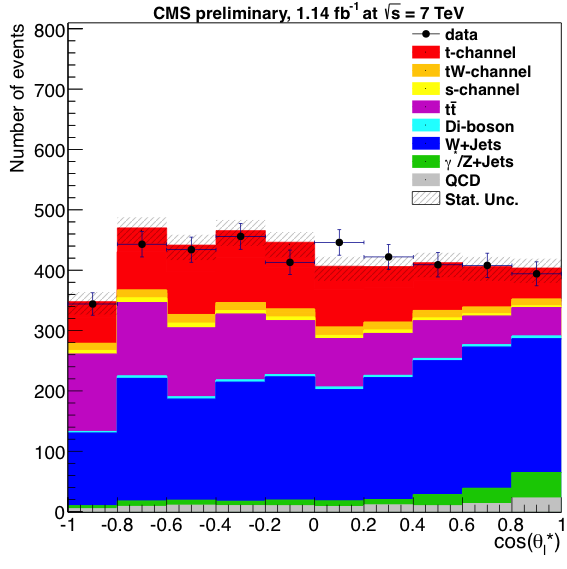 CMS preliminary, 1.14 fb⁻¹ at √s = 7 TeV
Number of events
800
700
600
500
400
300
200
100
0
data
t-channel
tW-channel
s-channel
tt̄
Di-boson
W+Jets
γ*/Z+Jets
QCD
Stat. Unc.
-1 -0.8 -0.6 -0.4 -0.2 0 0.2 0.4 0.6 0.8 1
cos(θₗ*)